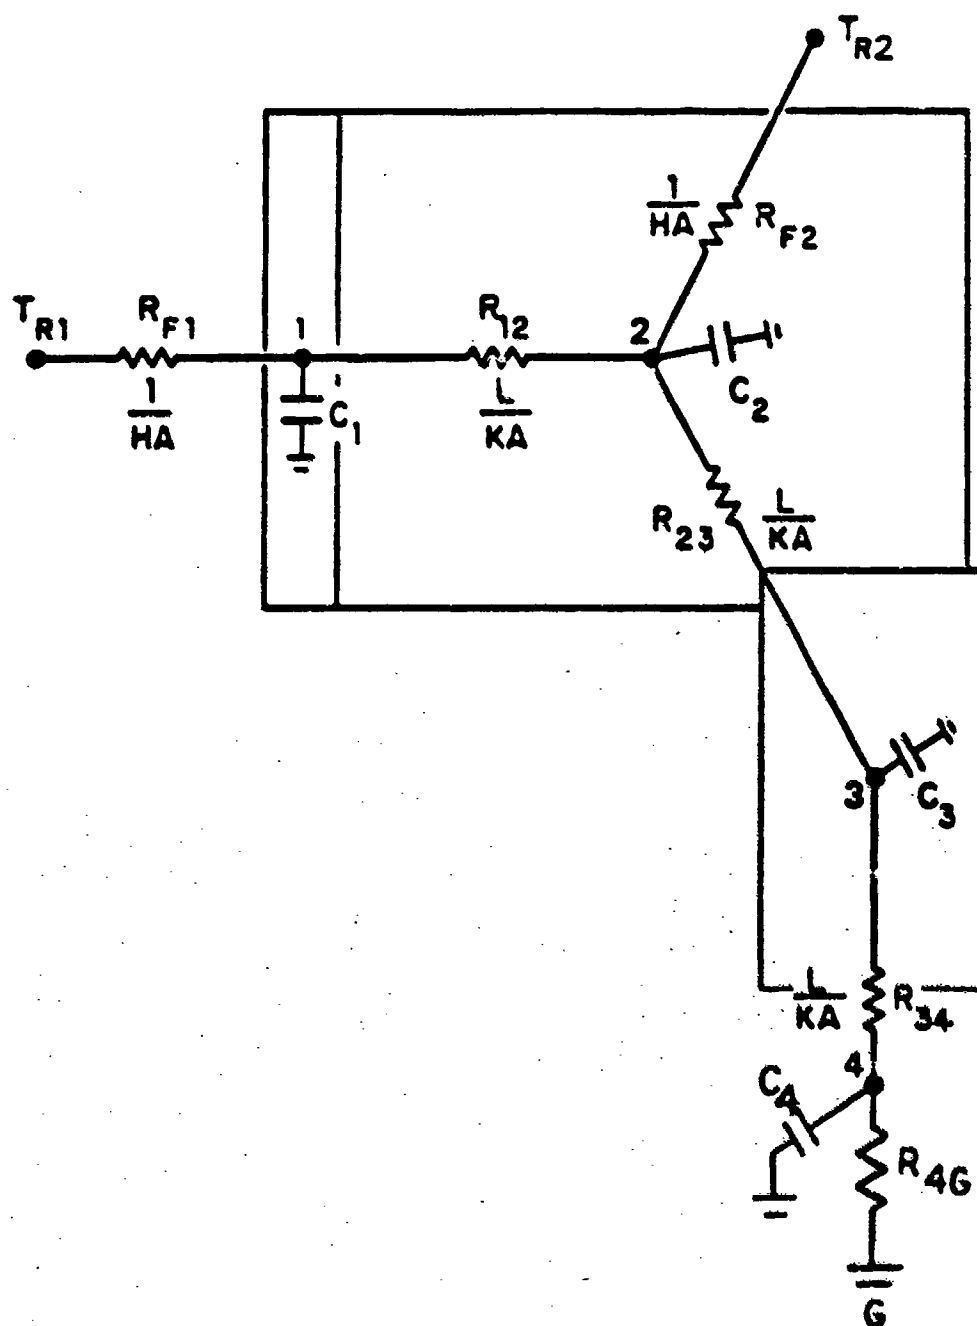 T_R2
1/HA
R_F2
T_R1
R_F1
1
R_12
2
1/HA
C_1
L/KA
C_2
R_23
L/KA
3
C_3
L/KA
R_34
4
C_4
R_4G
G